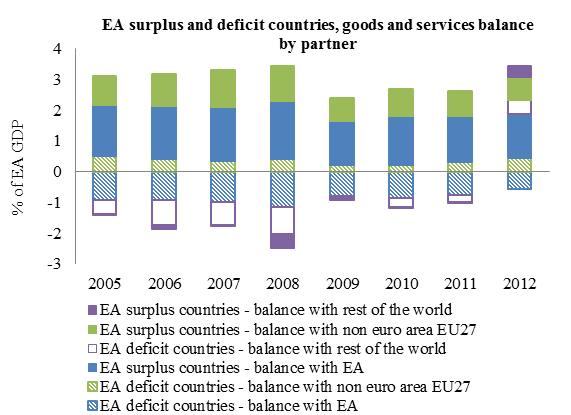 EA surplus and deficit countries, goods and services balance
by partner
% of EA GDP
4
3
2
1
0
-1
-2
-3
2005 2006 2007 2008 2009 2010 2011 2012
EA surplus countries - balance with rest of the world
EA surplus countries - balance with non euro area EU27
EA deficit countries - balance with rest of the world
EA surplus countries - balance with EA
EA deficit countries - balance with non euro area EU27
EA deficit countries - balance with EA